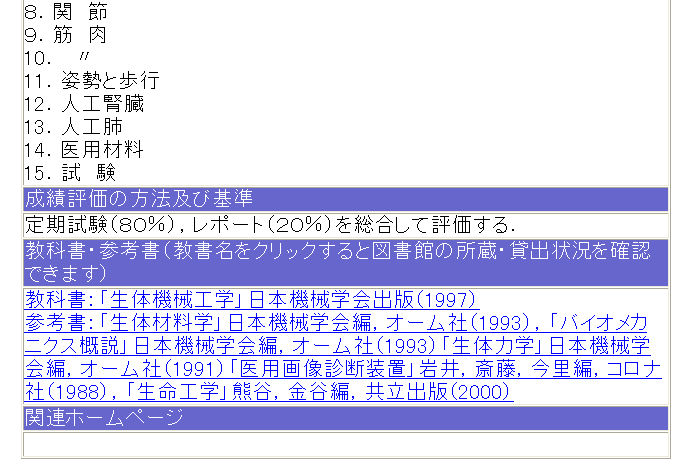 8. 関　節
9. 筋　肉
10. 　〃
11. 姿勢と歩行
12. 人工腎臓
13. 人工肺
14. 医用材料
15. 試　験
成績評価の方法及び基準
定期試験(80%), レポート(20%)を総合して評価する.
教科書・参考書(教書名をクリックすると図書館の所蔵・貸出状況を確認
できます)
教科書:「生体機械工学」日本機械学会出版(1997)
参考書:「生体材料学」日本機械学会編, オーム社(1993), 「バイオメカ
ニクス概説」日本機械学会編, オーム社(1993)「生体力学」日本機械学
会編, オーム社(1991)「医用画像診断装置」岩井, 斎藤, 今里編, コロナ
社(1988), 「生命工学」熊谷, 金谷編, 共立出版(2000)
関連ホームページ